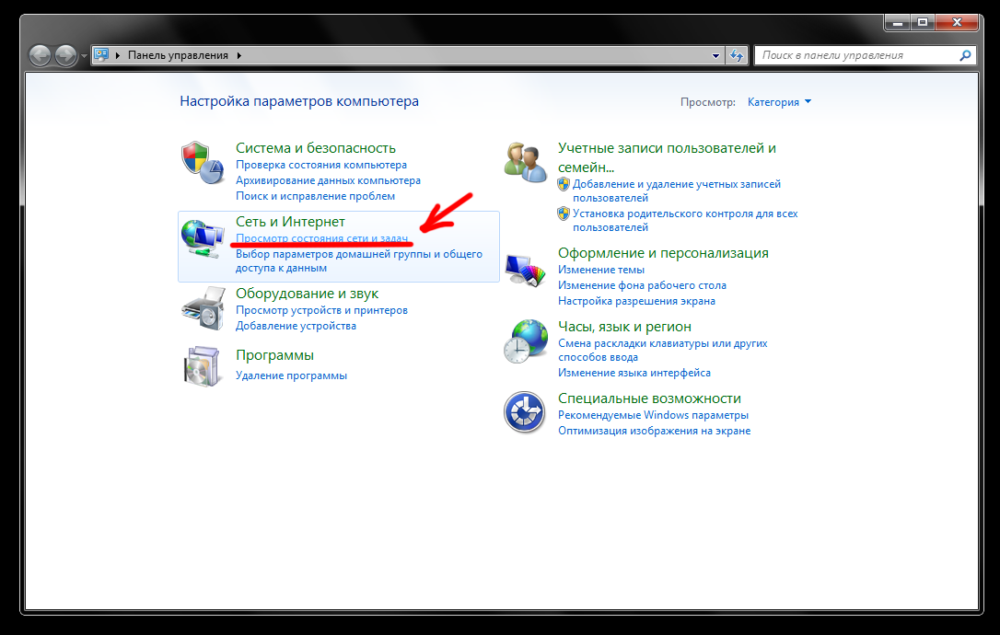 Панель управления
Поиск в панели управления
Настройка параметров компьютера
Просмотр: Категория
Система и безопасность
Проверка состояния компьютера
Архивирование данных компьютера
Поиск и исправление проблем
Сеть и Интернет
Просмотр состояния сети и задач
Выбор параметров домашней группы и общего
доступа к данным
Оборудование и звук
Просмотр устройств и принтеров
Добавление устройства
Программы
Удаление программы
Учетные записи пользователей и
семейн...
Добавление и удаление учетных записей
пользователей
Установка родительского контроля для всех
пользователей
Оформление и персонализация
Изменение темы
Изменение фона рабочего стола
Настройка разрешения экрана
Часы, язык и регион
Смена раскладки клавиатуры или других
способов ввода
Изменение языка интерфейса
Специальные возможности
Рекомендуемые Windows параметры
Оптимизация изображения на экране